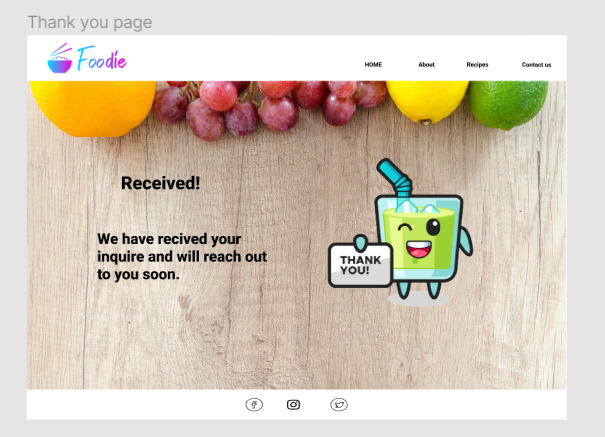 Thank you page
Foodie
HOME About Recipes Contact us
Received!
We have recived your
inquire and will reach out
to you soon.
THANK
YOU!